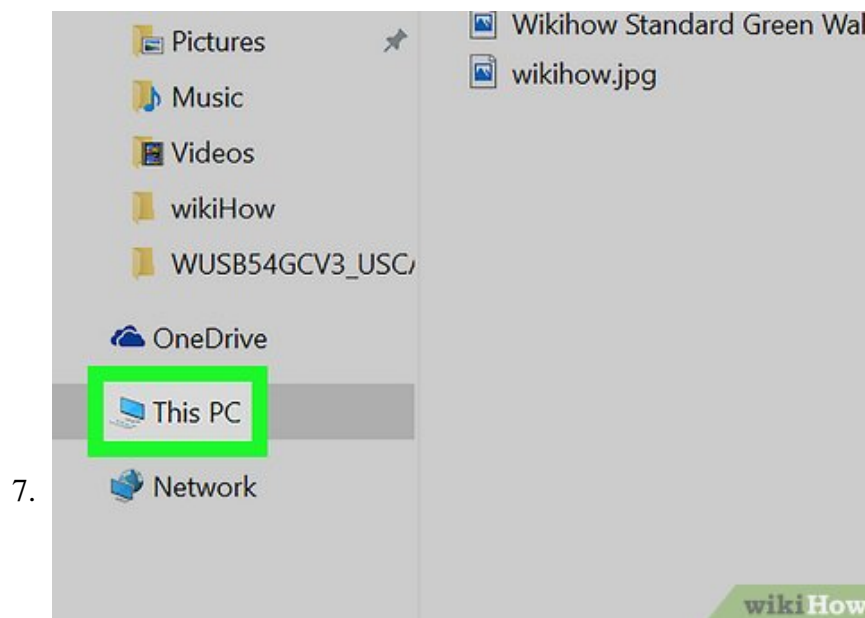 Pictures
Music
Videos
wikiHow
WUSB54GCV3_USC
OneDrive
This PC
7.
Network
Wikihow Standard Green Wal
wikihow.jpg
wikiHow